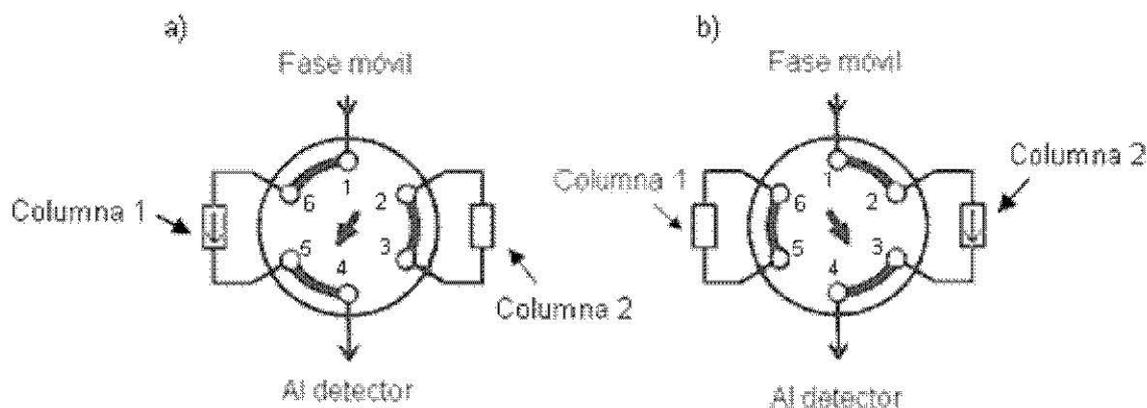 a)
Fase móvil
1
6
2
5
3
4
Columna 1
Columna 2
Al detector
b)
Fase móvil
Columna 2
Columna 1
1
6
2
5
3
4
Al detector